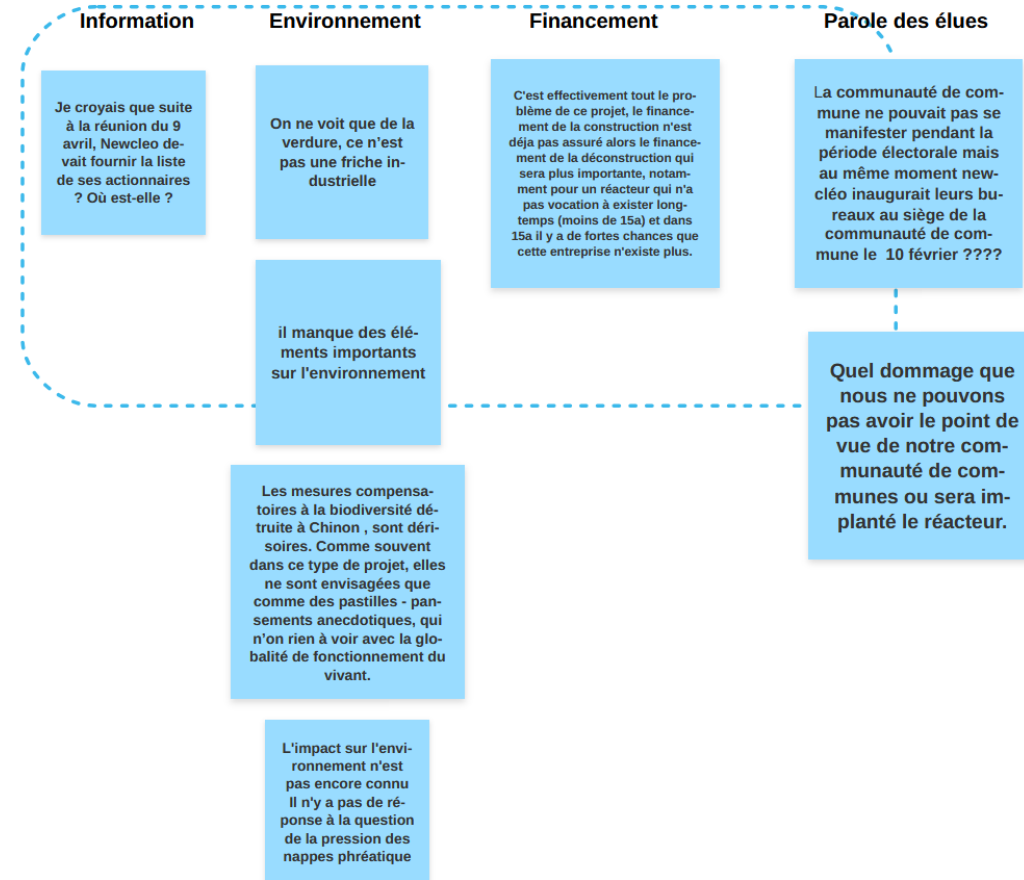 Information
Je croyais que suite
à la réunion du 9
avril, Newcleo de-
vait fournir la liste
de ses actionnaires
? Où est-elle ?
Environnement
On ne voit que de la
verdure, ce n’est
pas une friche in-
dustrielle
il manque des élé-
ments importants
sur l'environnement
Les mesures compensa-
toires à la biodiversité dé-
truite à Chinon , sont déri-
soires. Comme souvent
dans ce type de projet, elles
ne sont envisagées que
comme des pastilles - pan-
sements anecdotiques, qui
n’on rien à voir avec la glo-
balité de fonctionnement du
vivant.
L'impact sur l'envi-
ronnement n'est
pas encore connu
Il n'y a pas de ré-
ponse à la question
de la pression des
nappes phréatique
Financement
C'est effectivement tout le pro-
blème de ce projet, le finance-
ment de la construction n'est
déja pas assuré alors le finance-
ment de la déconstruction qui
sera plus importante, notam-
ment pour un réacteur qui n'a
pas vocation à exister long-
temps (moins de 15a) et dans
15a il y a de fortes chances que
cette entreprise n'existe plus.
Parole des élues
La communauté de com-
mune ne pouvait pas se
manifester pendant la
période électorale mais
au même moment new-
cléo inaugurait leurs bu-
reaux au siège de la
communauté de com-
mune le 10 février ????
Quel dommage que
nous ne pouvons
pas avoir le point de
vue de notre com-
munauté de com-
munes ou sera im-
planté le réacteur.